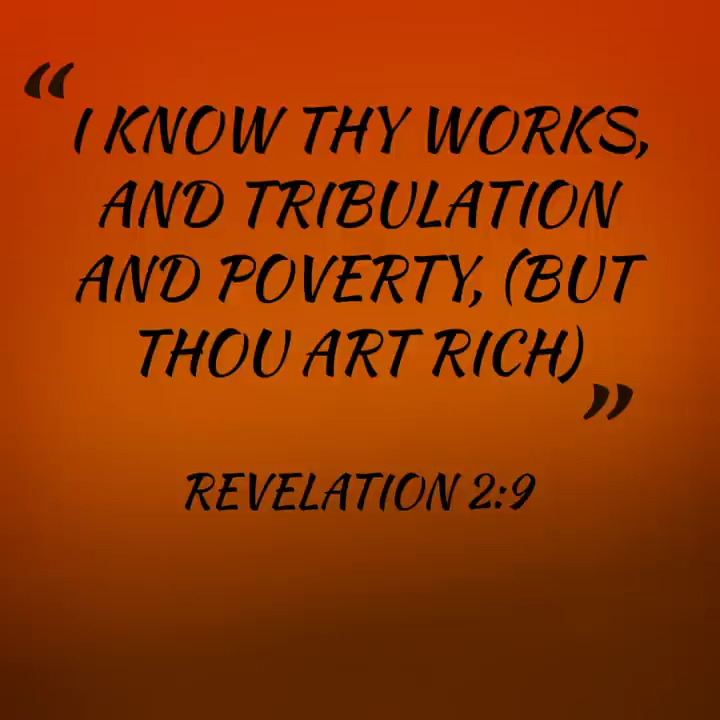 “ I KNOW THY WORKS,
AND TRIBULATION
AND POVERTY, (BUT
THOU ART RICH) ”
REVELATION 2:9